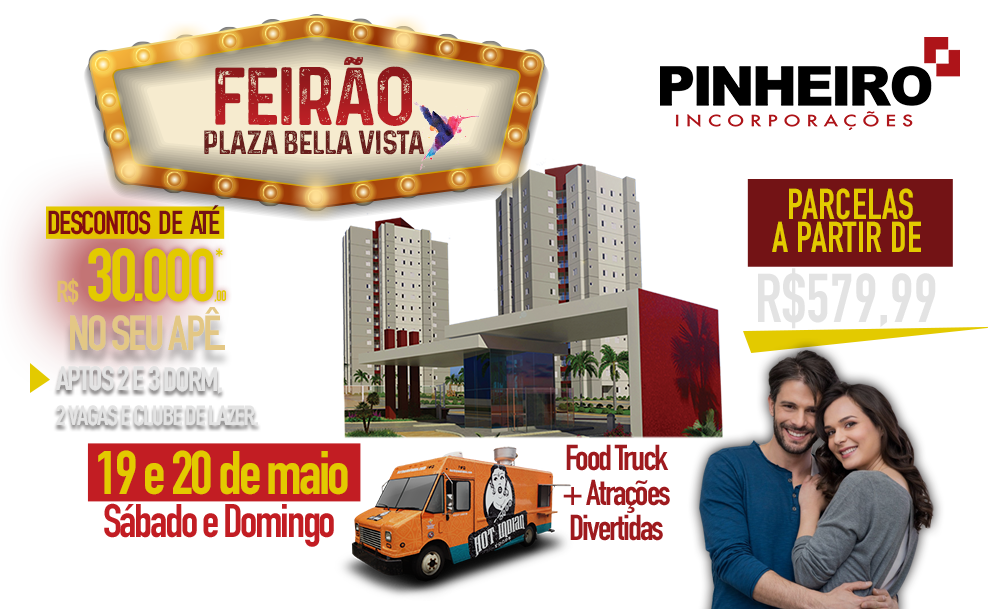 FEIRÃO
PLAZA BELLA VISTA
PINHEIRO
INCORPORAÇÕES
DESCONTOS DE ATÉ
R$ 30.000,00*
NO SEU APÊ.
APTOS 2 E 3 DORM,
2 VAGAS E CLUBE DE LAZER.
PARCELAS
A PARTIR DE
R$579,99
19 e 20 de maio
Sábado e Domingo
Food Truck
+ Atrações
Divertidas
HOT INDIAN
FOODS